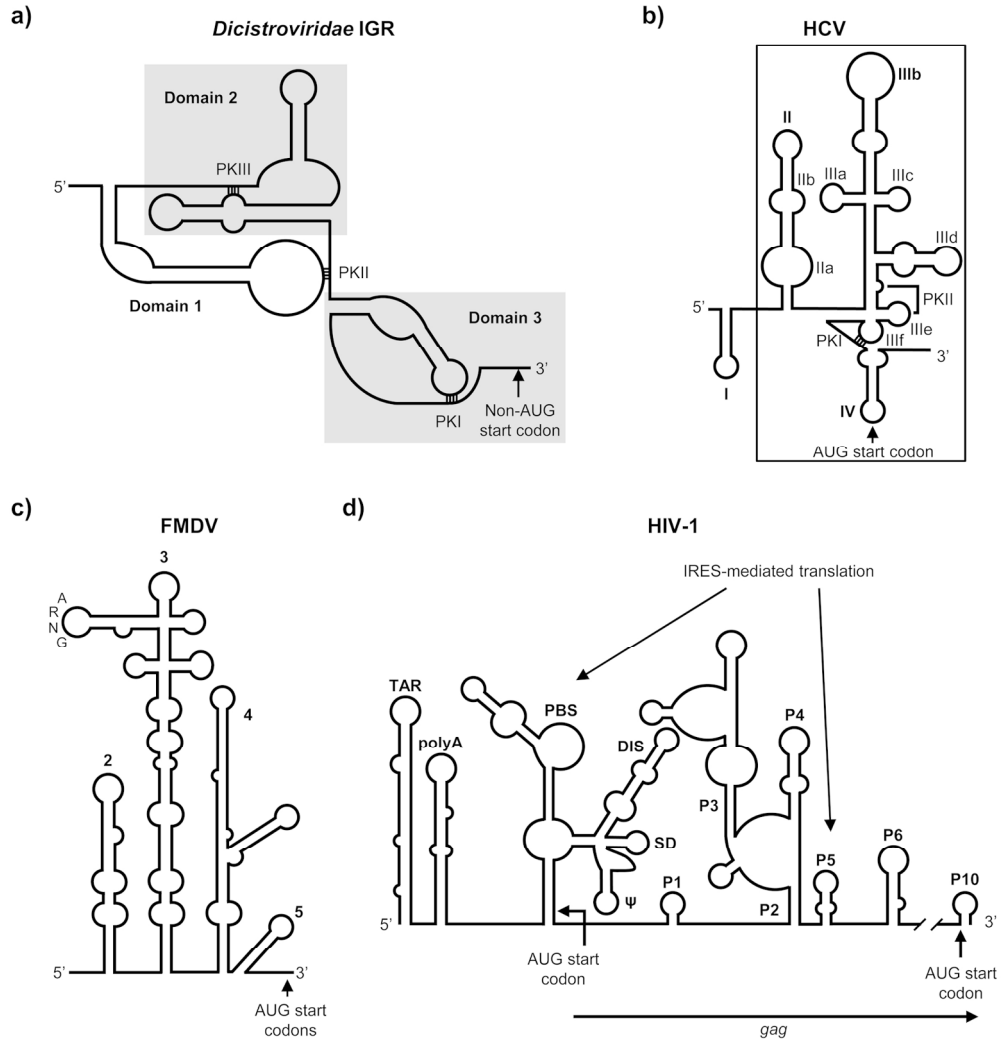 a)
Dicistroviridae IGR
Domain 2
PKIII
5’
PKII
Domain 1
Domain 3
3’
PKI
Non-AUG
start codon
b)
HCV
IIIb
II
IIb
IIIa
IIIc
IIId
IIa
5’
PKII
IIIe
PKI
IIIf
3’
I
IV
AUG start codon
c)
FMDV
3
A
R
N
G
4
2
5
5’
3’
AUG start
codons
d)
HIV-1
IRES-mediated translation
TAR
polyA
PBS
DIS
P4
P3
SD
P5
P6
Ψ
P1
P2
P10
5’
3’
AUG start
codon
AUG start
codon
gag